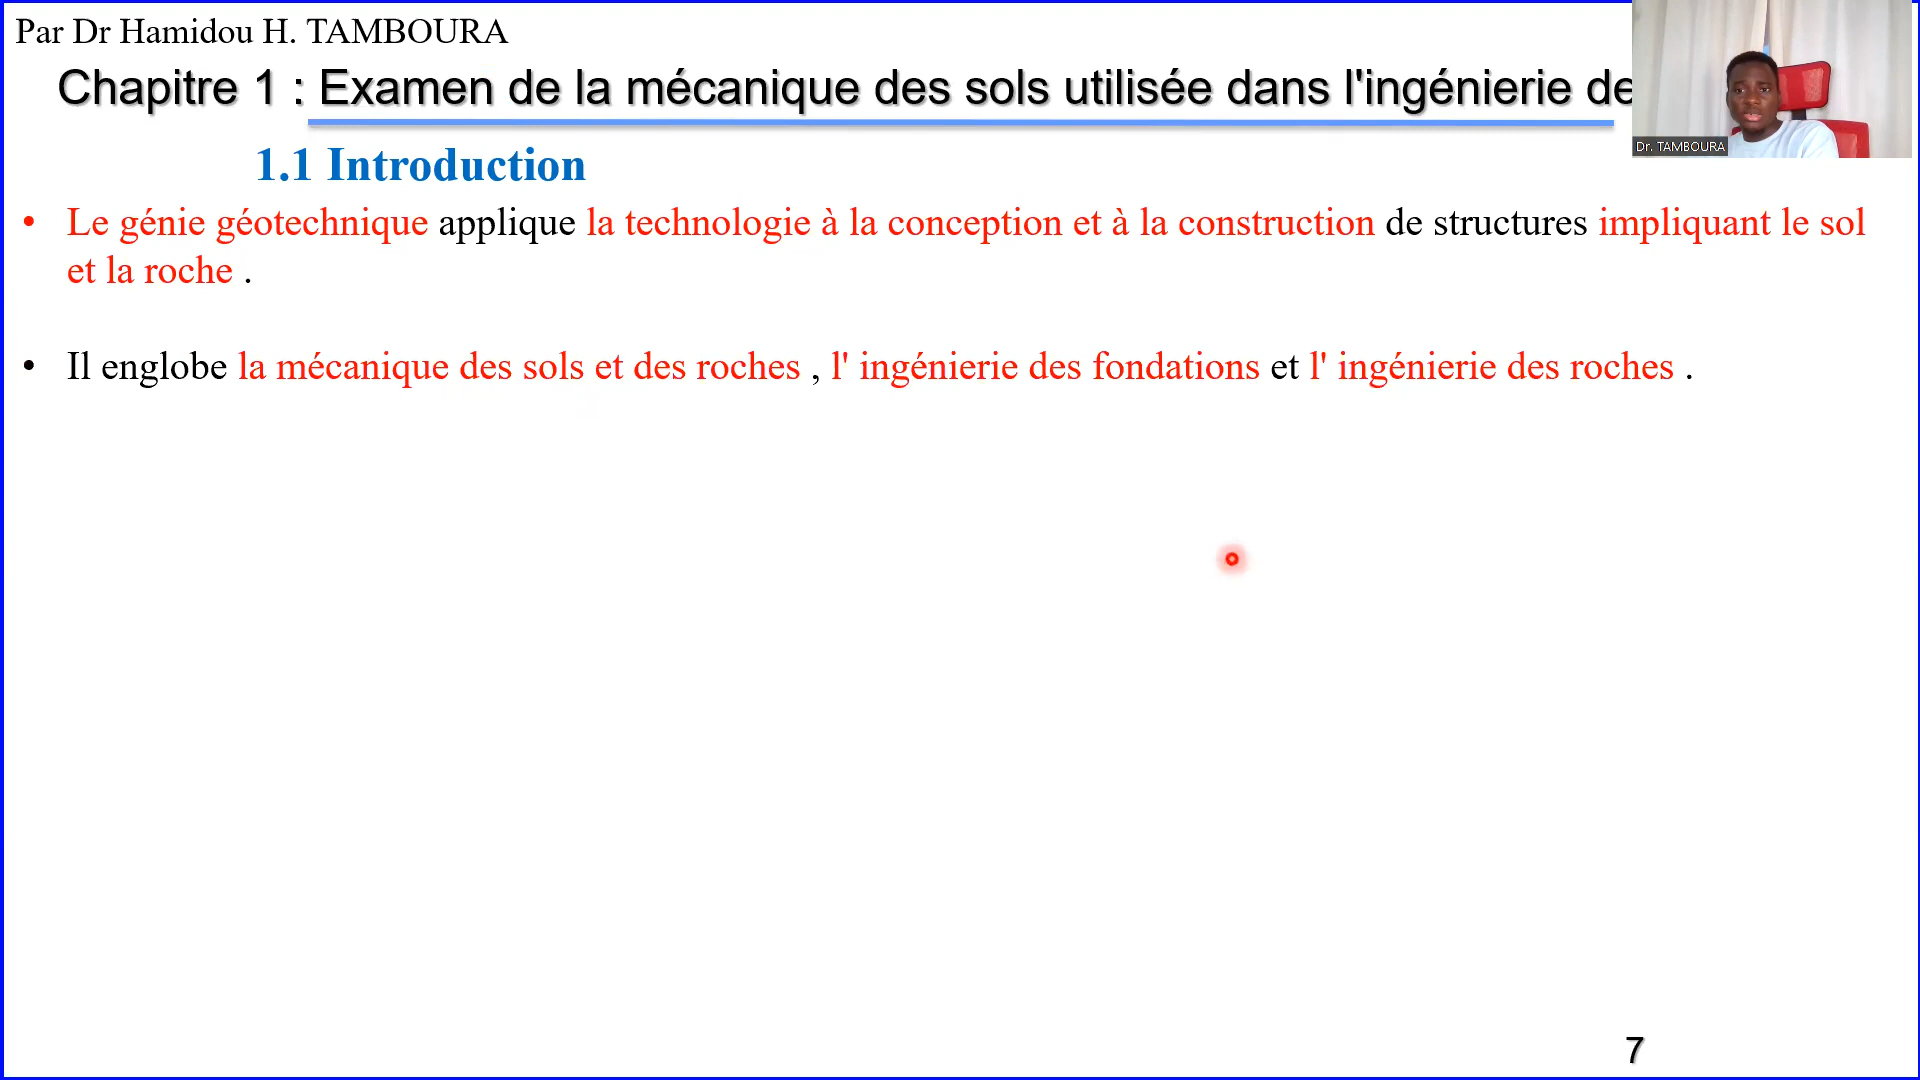 Par Dr Hamidou H. TAMBOURA
Chapitre 1 : Examen de la mécanique des sols utilisée dans l'ingénierie de
Dr. TAMBOURA
1.1 Introduction
• Le génie géotechnique applique la technologie à la conception et à la construction de structures impliquant le sol
et la roche .
• Il englobe la mécanique des sols et des roches , l' ingénierie des fondations et l' ingénierie des roches .
7